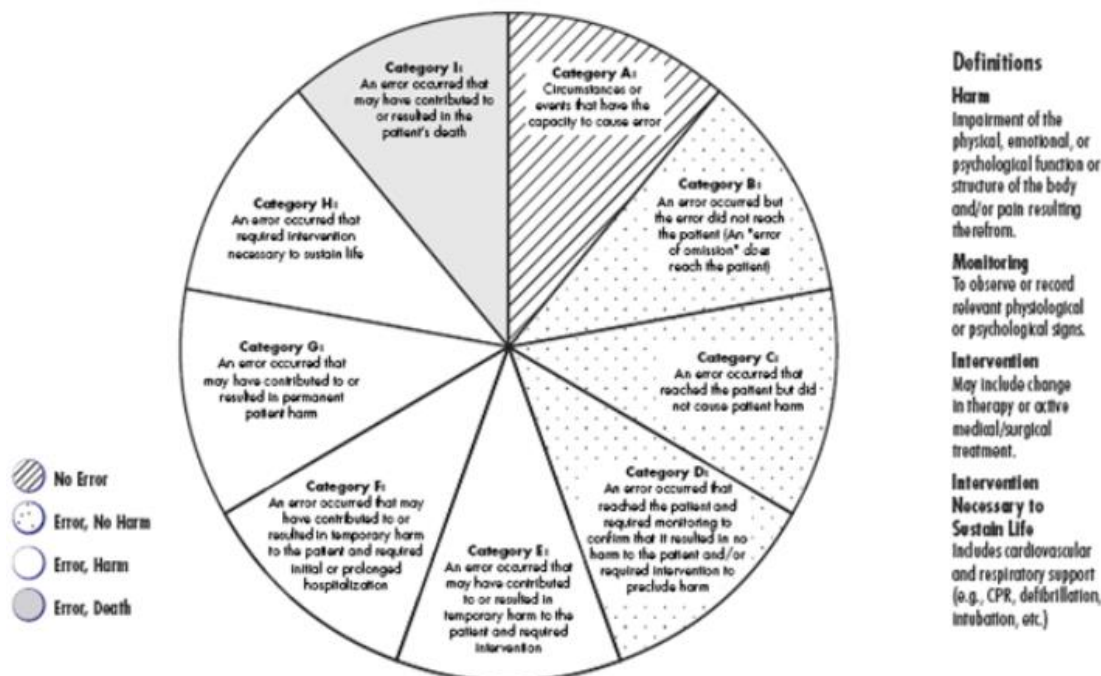 Category I:
An error occurred that
may have contributed to
or resulted in the
patient's death
Category A:
Circumstances or
events that have the
capacity to cause error
Category B:
An error occurred but
the error did not reach
the patient (An "error
of omission" does
reach the patient)
Category C:
An error occurred that
reached the patient but did
not cause patient harm
Category D:
An error occurred that
reached the patient and
required monitoring to
confirm that it resulted in no
harm to the patient and/or
required intervention to
preclude harm
Category E:
An error occurred that
may have contributed
to or resulted in
temporary harm to the
patient and required
intervention
Category F:
An error occurred that may
have contributed to or
resulted in temporary harm
to the patient and required
initial or prolonged
hospitalization
Category G:
An error occurred that
may have contributed to or
resulted in permanent
patient harm
Category H:
An error occurred that
required intervention
necessary to sustain life
No Error
Error, No Harm
Error, Harm
Error, Death
Definitions
Harm
Impairment of the
physical, emotional, or
psychological function or
structure of the body
and/or pain resulting
therefrom.
Monitoring
To observe or record
relevant physiological
or psychological signs.
Intervention
May include change
in therapy or active
medical/surgical
treatment.
Intervention
Necessary to
Sustain Life
Includes cardiovascular
and respiratory support
(e.g., CPR, defibrillation,
intubation, etc.)